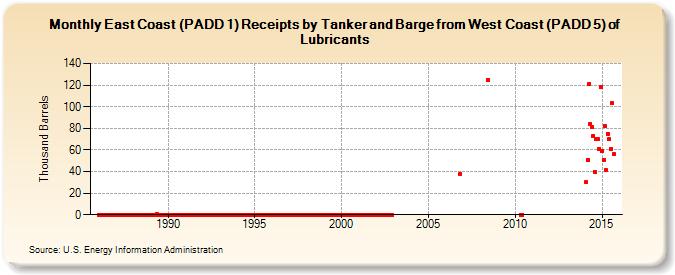 Monthly East Coast (PADD 1) Receipts by Tanker and Barge from West Coast (PADD 5) of
Lubricants
Thousand Barrels
140
120
100
80
60
40
20
0
1990 1995 2000 2005 2010 2015
Source: U.S. Energy Information Administration